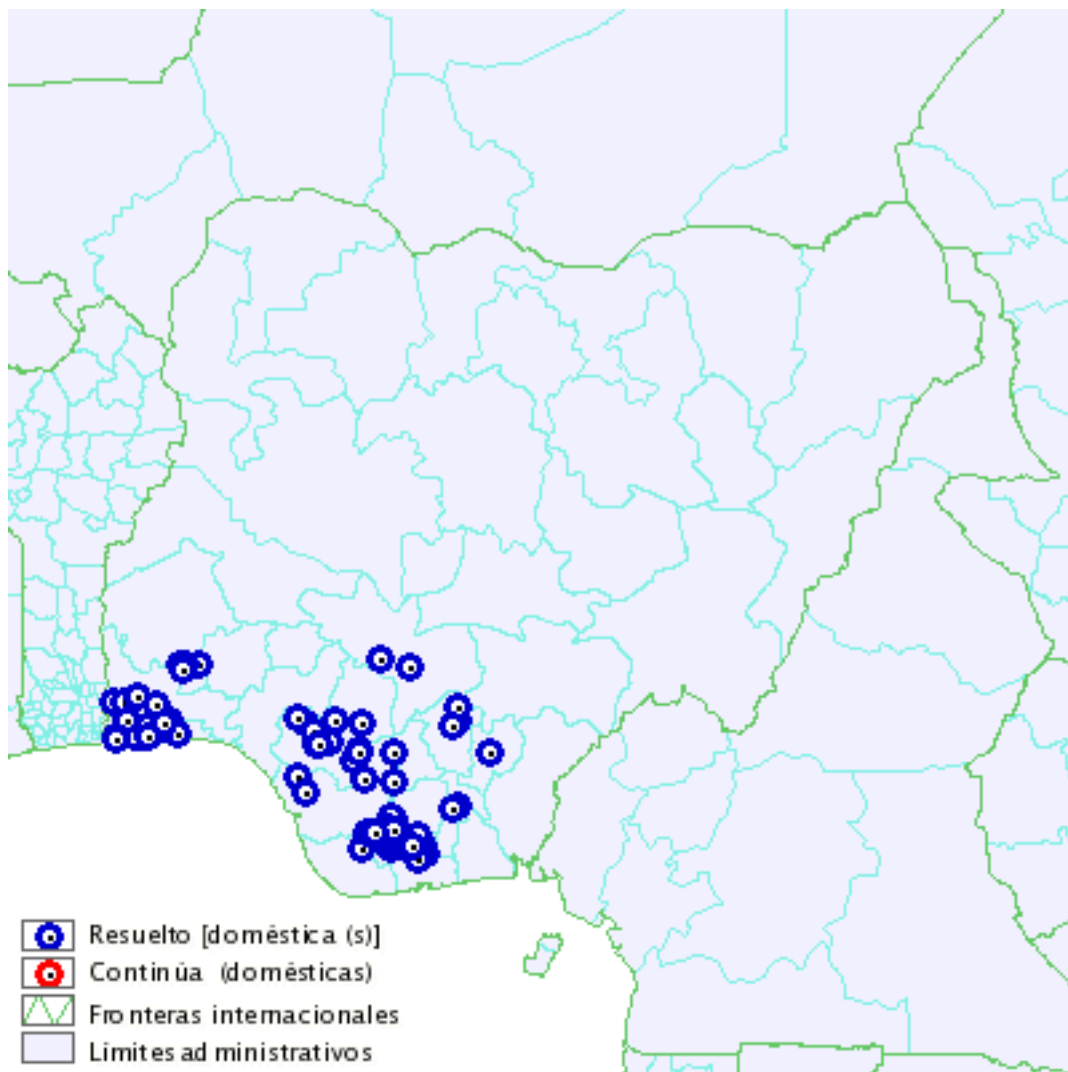 Resuelto [doméstica (s)]
Continúa (domésticas)
Fronteras internacionales
Límites administrativos